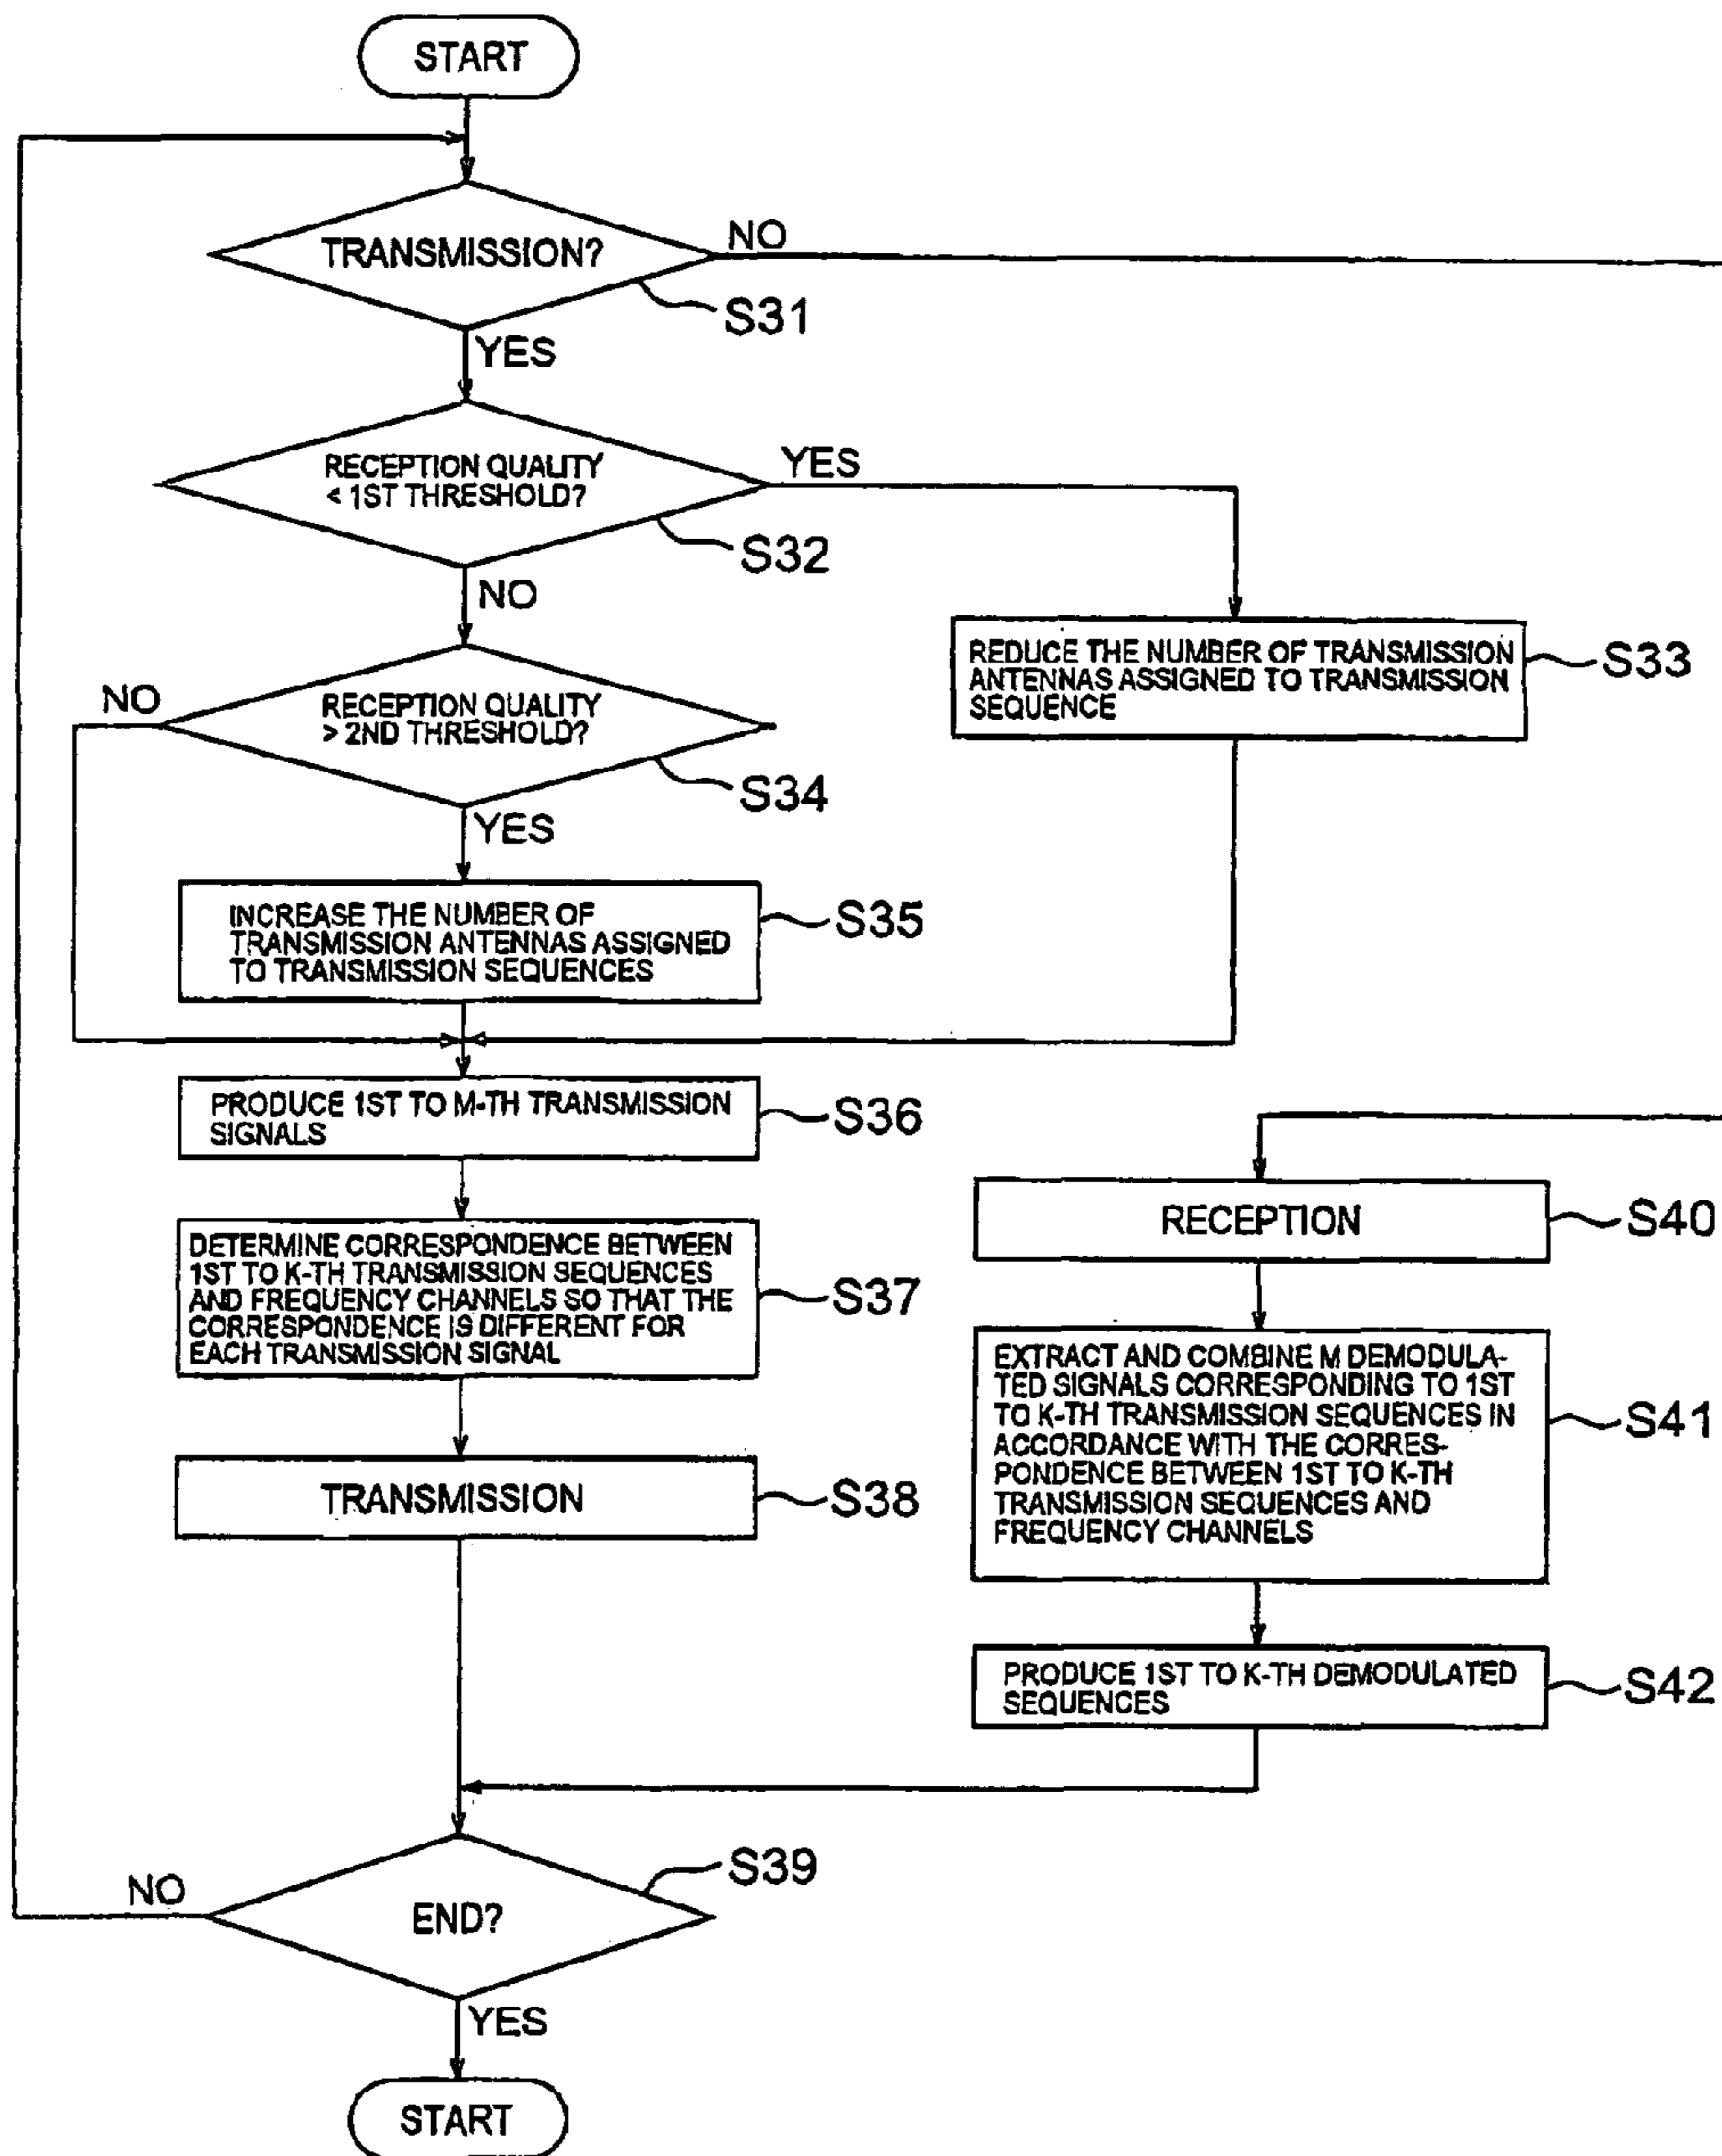 START
TRANSMISSION?
NO
S31
YES
RECEPTION QUALITY
< 1ST THRESHOLD?
YES
S32
NO
REDUCE THE NUMBER OF TRANSMISSION
ANTENNAS ASSIGNED TO TRANSMISSION
SEQUENCE
S33
NO
RECEPTION QUALITY
> 2ND THRESHOLD?
S34
YES
INCREASE THE NUMBER OF
TRANSMISSION ANTENNAS ASSIGNED
TO TRANSMISSION SEQUENCES
S35
PRODUCE 1ST TO M-TH TRANSMISSION
SIGNALS
S36
DETERMINE CORRESPONDENCE BETWEEN
1ST TO K-TH TRANSMISSION SEQUENCES
AND FREQUENCY CHANNELS SO THAT THE
CORRESPONDENCE IS DIFFERENT FOR
EACH TRANSMISSION SIGNAL
S37
TRANSMISSION
S38
RECEPTION
S40
EXTRACT AND COMBINE M DEMODULA-
TED SIGNALS CORRESPONDING TO 1ST
TO K-TH TRANSMISSION SEQUENCES IN
ACCORDANCE WITH THE CORRES-
PONDENCE BETWEEN 1ST TO K-TH
TRANSMISSION SEQUENCES AND
FREQUENCY CHANNELS
S41
PRODUCE 1ST TO K-TH DEMODULATED
SEQUENCES
S42
NO
END?
S39
YES
START